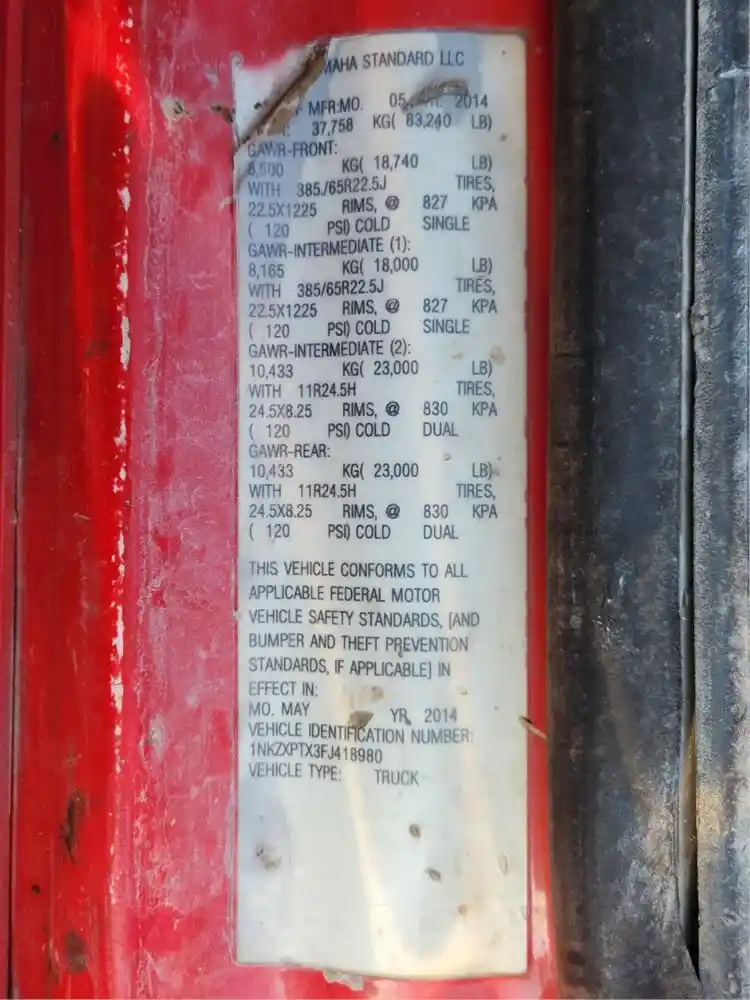 MAHA STANDARD LLC
MFR:MO. 05 2014
37,758 KG( 83,240 LB)
GAWR-FRONT:
8,500 KG( 18,740 LB)
WITH 385/65R22.5J TIRES,
22.5X1225 RIMS, @ 827 KPA
( 120 PSI) COLD SINGLE
GAWR-INTERMEDIATE (1):
8,165 KG( 18,000 LB)
WITH 385/65R22.5J TIRES,
22.5X1225 RIMS, @ 827 KPA
( 120 PSI) COLD SINGLE
GAWR-INTERMEDIATE (2):
10,433 KG( 23,000 LB)
WITH 11R24.5H TIRES,
24.5X8.25 RIMS, @ 830 KPA
( 120 PSI) COLD DUAL
GAWR-REAR:
10,433 KG( 23,000 LB)
WITH 11R24.5H TIRES,
24.5X8.25 RIMS, @ 830 KPA
( 120 PSI) COLD DUAL
THIS VEHICLE CONFORMS TO ALL
APPLICABLE FEDERAL MOTOR
VEHICLE SAFETY STANDARDS, [AND
BUMPER AND THEFT PREVENTION
STANDARDS, IF APPLICABLE] IN
EFFECT IN:
MO. MAY YR. 2014
VEHICLE IDENTIFICATION NUMBER:
1NKZXPTX3FJ418980
VEHICLE TYPE: TRUCK